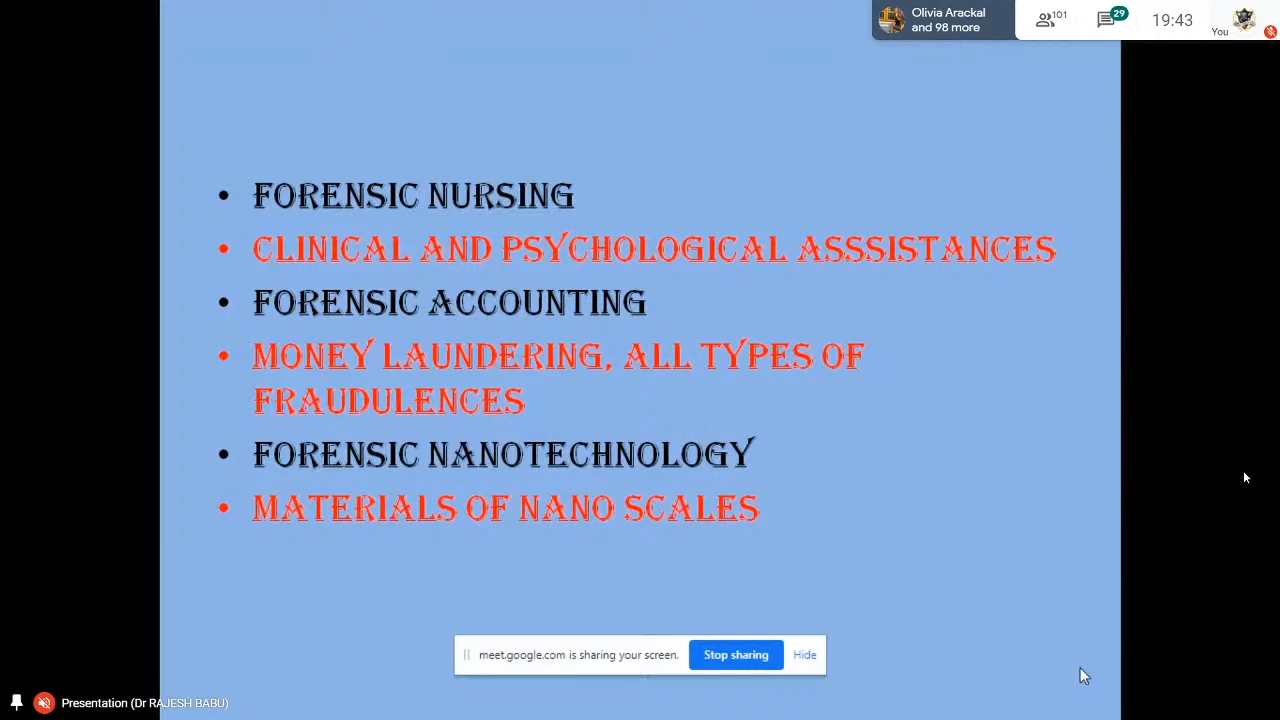 Olivia Arackal
and 98 more
101
29
19:43
You
• FORENSIC NURSING
• CLINICAL AND PSYCHOLOGICAL ASSSISTANCES
• FORENSIC ACCOUNTING
• MONEY LAUNDERING, ALL TYPES OF
FRAUDULENCES
• FORENSIC NANOTECHNOLOGY
• MATERIALS OF NANO SCALES
meet.google.com is sharing your screen.
Stop sharing
Hide
Presentation (Dr RAJESH BABU)